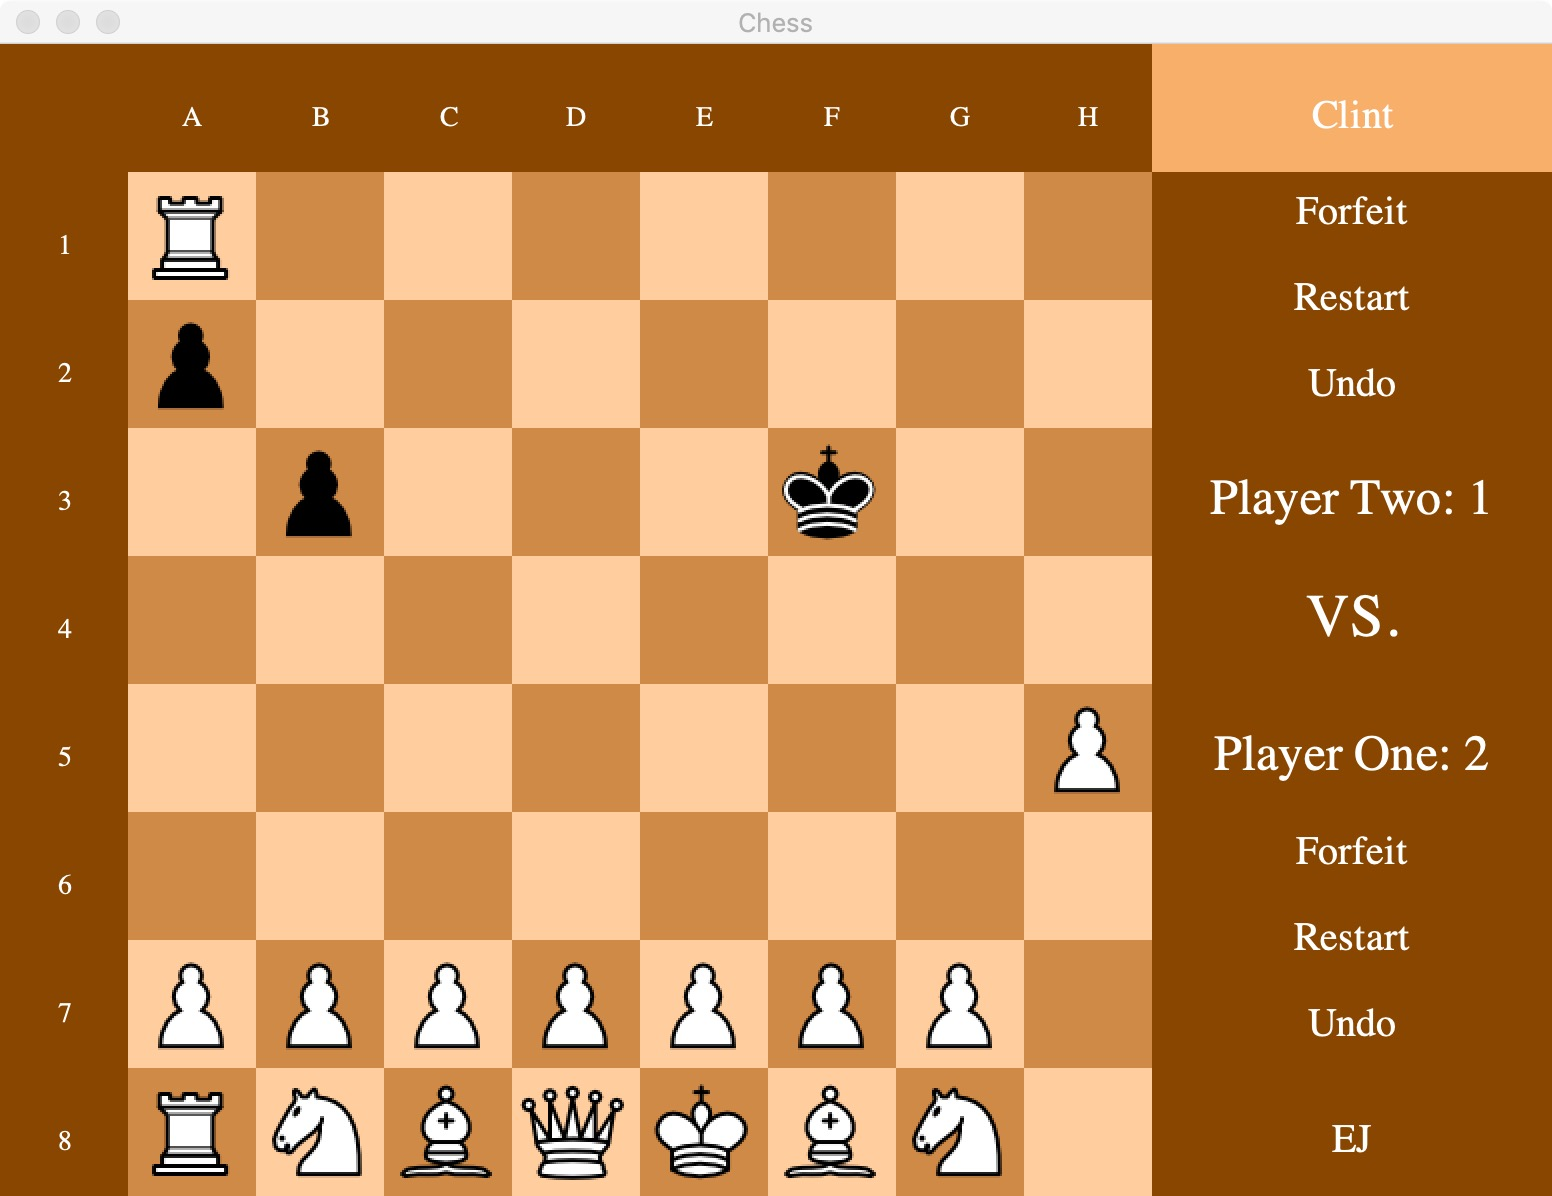 Chess
A B C D E F G H
Clint
1
Forfeit
Restart
2
Undo
3
Player Two: 1
4
VS.
5
Player One: 2
Forfeit
6
Restart
7
Undo
8
EJ